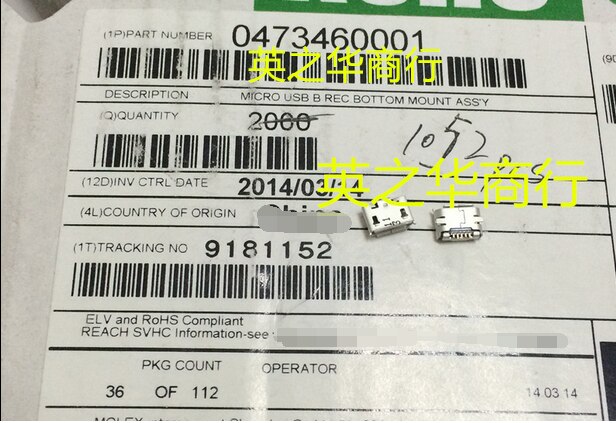 (1P)PART NUMBER 0473460001
英之华商行
DESCRIPTION MICRO USB B REC BOTTOM MOUNT ASS'Y
(Q)QUANTITY 2000
英之华商行
(12D)INV CTRL DATE 2014/03/14
(4L)COUNTRY OF ORIGIN China
(1T)TRACKING NO 9181152
ELV and RoHS Compliant
REACH SVHC Information-see
PKG COUNT OPERATOR
36 OF 112 14 03 14